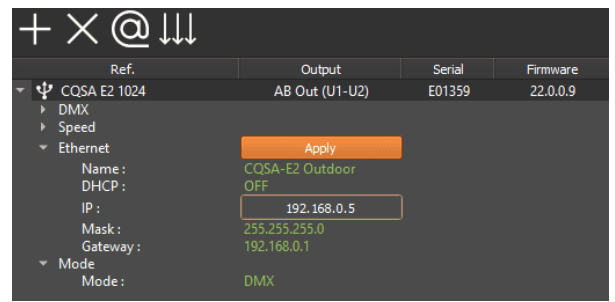 Ref. Output Serial Firmware
CQSA E2 1024 AB Out (U1-U2) E01359 22.0.0.9
DMX
Speed
Ethernet Apply
Name : CQSA-E2 Outdoor
DHCP : OFF
IP : 192.168.0.5
Mask : 255.255.255.0
Gateway : 192.168.0.1
Mode
Mode : DMX